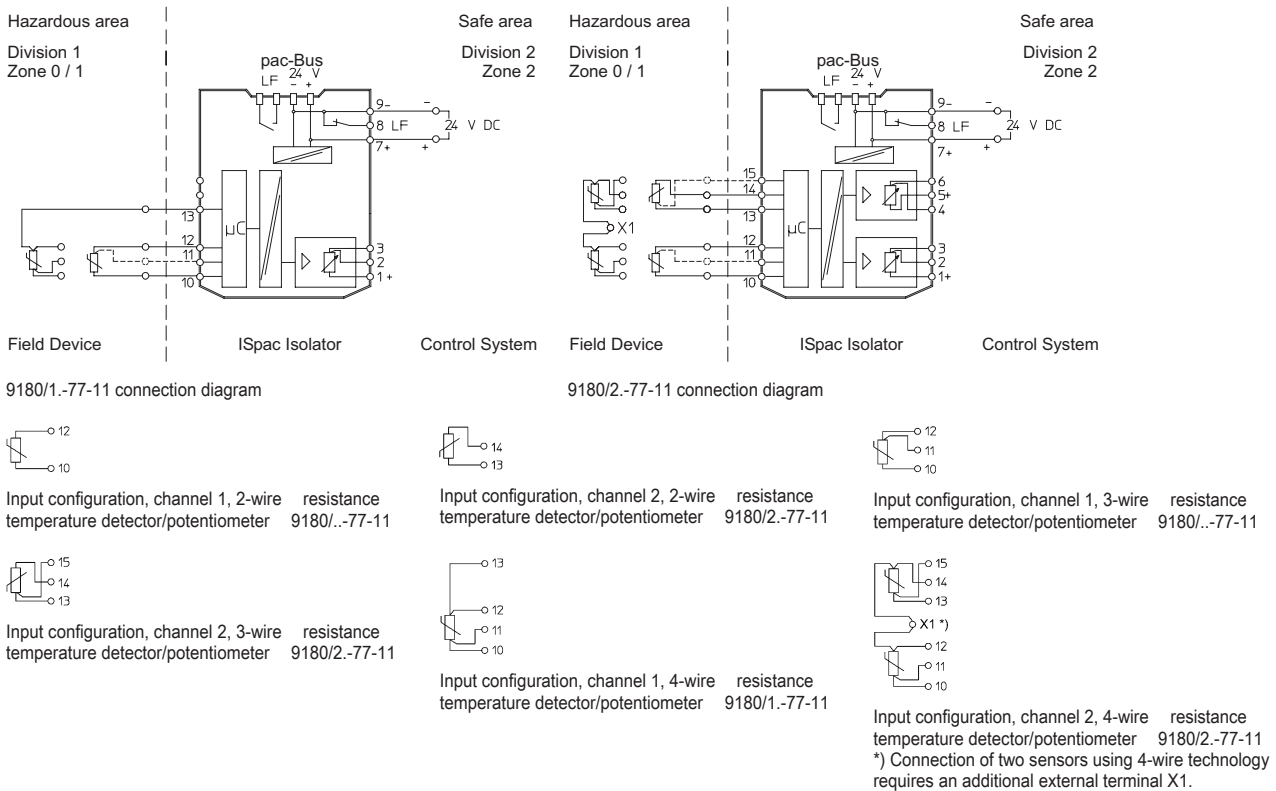 Hazardous area
Safe area
Division 1
Zone 0 / 1
Division 2
Zone 2
pac-Bus
LF 24 V
- +
9-
8 LF
7+
-
24 V DC
+
13
12
11
10
µC
3
2
1+
Field Device
ISpac Isolator
Control System
9180/1.-77-11 connection diagram
Hazardous area
Safe area
Division 1
Zone 0 / 1
Division 2
Zone 2
pac-Bus
LF 24 V
- +
9-
8 LF
7+
-
24 V DC
+
15
14
13
12
11
10
X1
µC
6
5+
4
3
2
1+
Field Device
ISpac Isolator
Control System
9180/2.-77-11 connection diagram
12
10
Input configuration, channel 1, 2-wire resistance
temperature detector/potentiometer 9180/..-77-11
14
13
Input configuration, channel 2, 2-wire resistance
temperature detector/potentiometer 9180/2.-77-11
12
11
10
Input configuration, channel 1, 3-wire resistance
temperature detector/potentiometer 9180/..-77-11
15
14
13
Input configuration, channel 2, 3-wire resistance
temperature detector/potentiometer 9180/2.-77-11
13
12
11
10
Input configuration, channel 1, 4-wire resistance
temperature detector/potentiometer 9180/1.-77-11
15
14
13
X1 *)
12
11
10
Input configuration, channel 2, 4-wire resistance
temperature detector/potentiometer 9180/2.-77-11
*) Connection of two sensors using 4-wire technology
requires an additional external terminal X1.